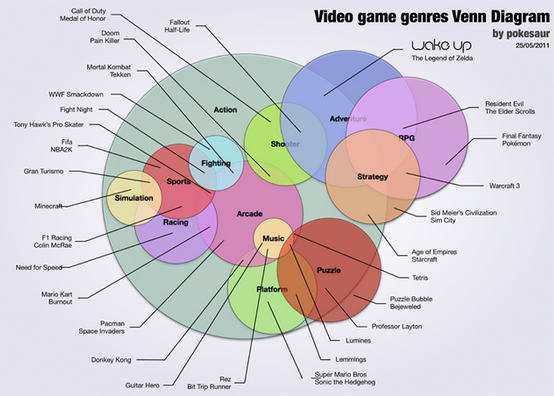 Video game genres Venn Diagram
by pokesaur
25/05/2011
Call of Duty
Medal of Honor
Fallout
Half-Life
Doom
Pain Killer
wake up
The Legend of Zelda
Mortal Kombat
Tekken
WWF Smackdown
Fight Night
Tony Hawk's Pro Skater
Fifa
NBA2K
Gran Turismo
Minecraft
F1 Racing
Colin McRae
Need for Speed
Mario Kart
Burnout
Pacman
Space Invaders
Donkey Kong
Guitar Hero
Rez
Bit Trip Runner
Super Mario Bros
Sonic the Hedgehog
Lemmings
Lumines
Professor Layton
Puzzle Bubble
Bejeweled
Tetris
Age of Empires
Starcraft
Sid Meier's Civilization
Sim City
Warcraft 3
Final Fantasy
Pokémon
Resident Evil
The Elder Scrolls
Action
Adventure
Shooter
RPG
Fighting
Strategy
Sports
Simulation
Arcade
Racing
Music
Puzzle
Platform